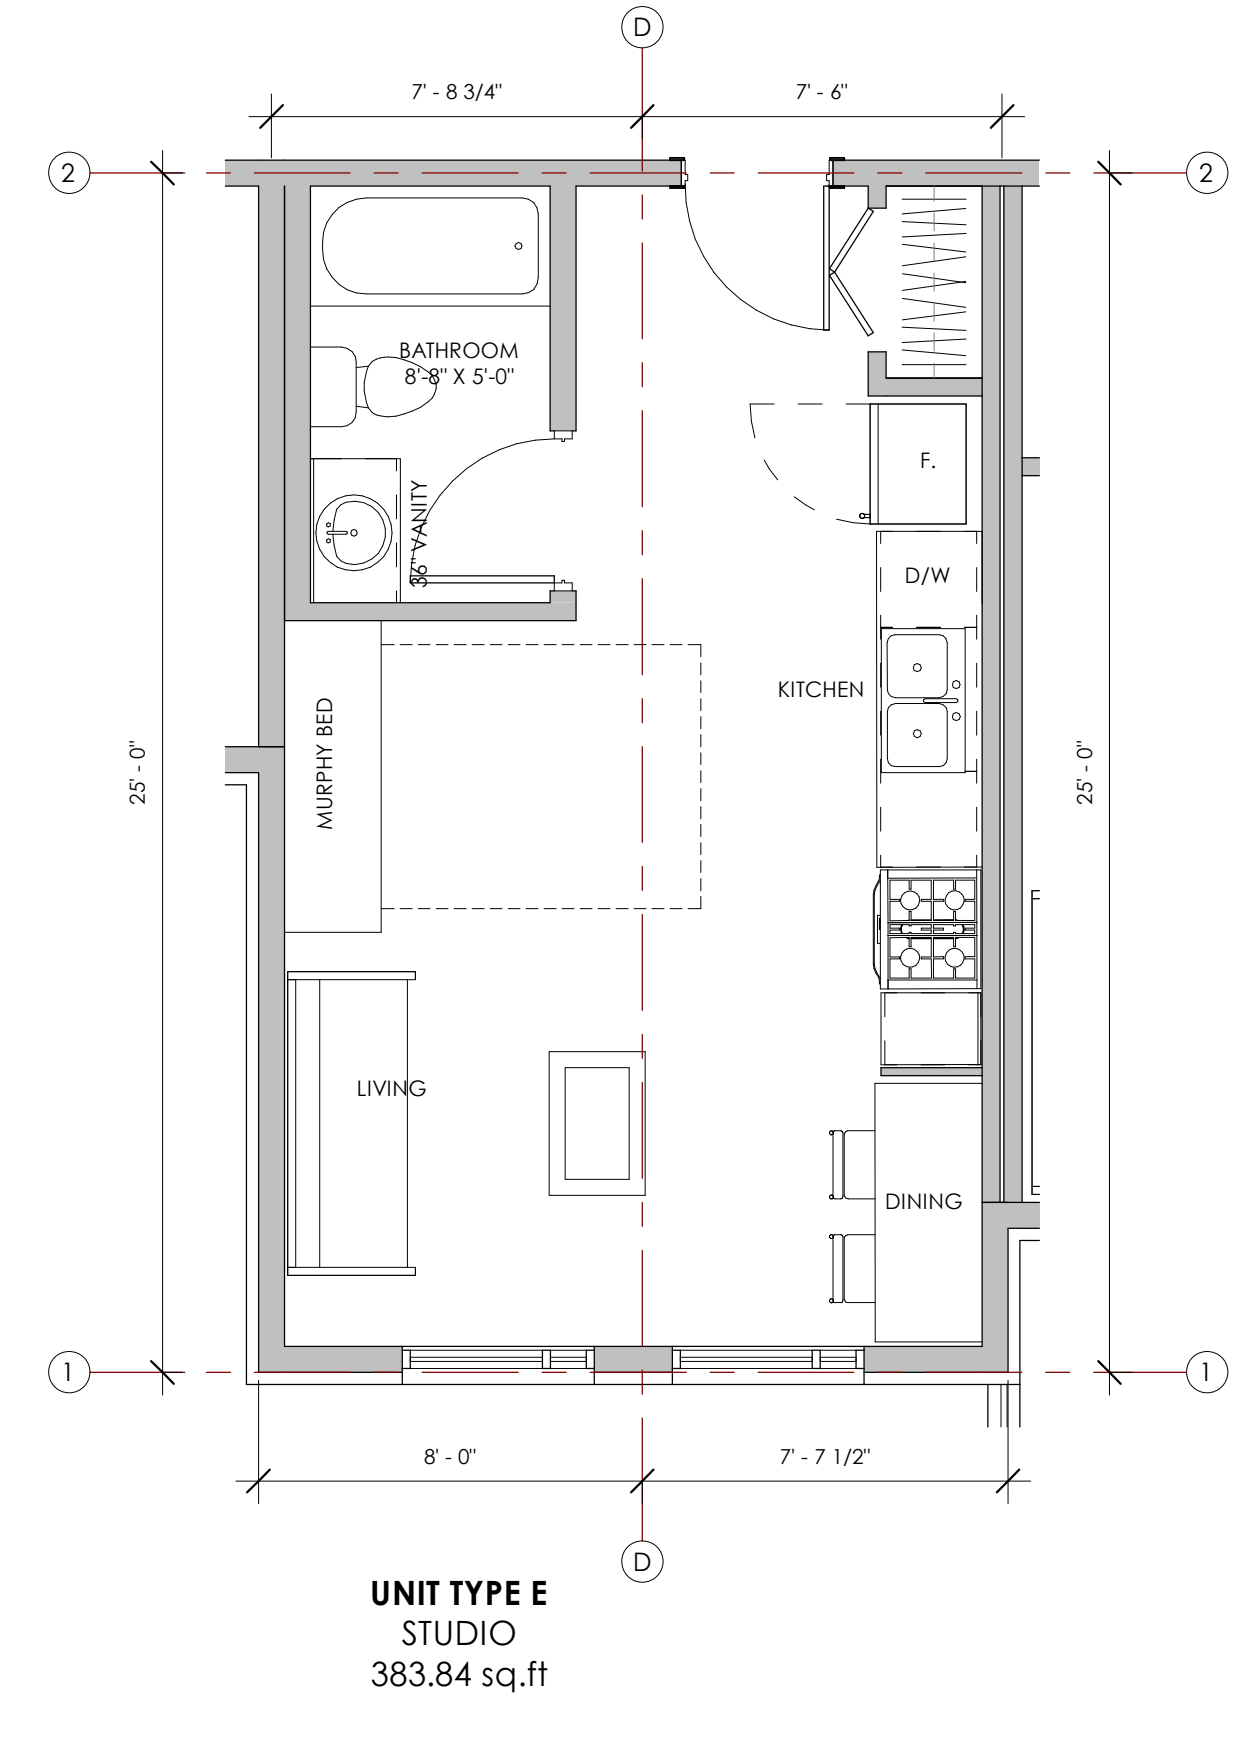 D
7' - 8 3/4"
7' - 6"
2
2
BATHROOM
8'-8" X 5'-0"
F.
36" VANITY
D/W
KITCHEN
MURPHY BED
25' - 0"
25' - 0"
LIVING
DINING
1
1
8' - 0"
7' - 7 1/2"
D
UNIT TYPE E
STUDIO
383.84 sq.ft